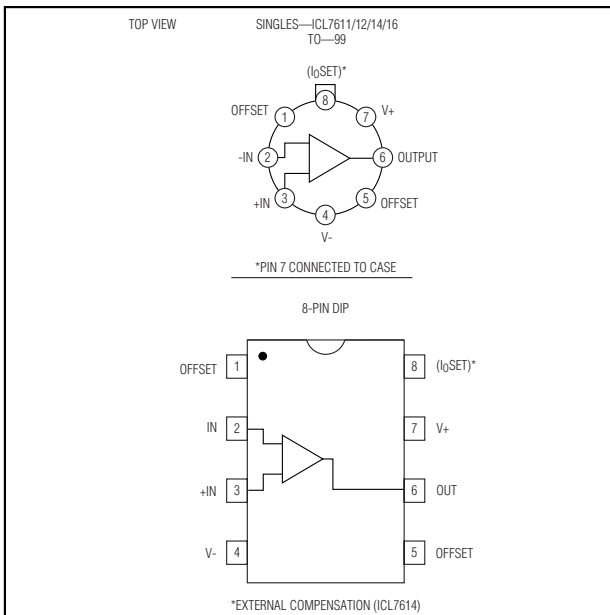 TOP VIEW
SINGLES—ICL7611/12/14/16
TO—99
(I0SET)*
8
OFFSET
1
7
V+
-IN
2
6
OUTPUT
+IN
3
5
OFFSET
4
V-
*PIN 7 CONNECTED TO CASE
8-PIN DIP
OFFSET
1
8
(I0SET)*
IN
2
7
V+
+IN
3
6
OUT
V-
4
5
OFFSET
*EXTERNAL COMPENSATION (ICL7614)